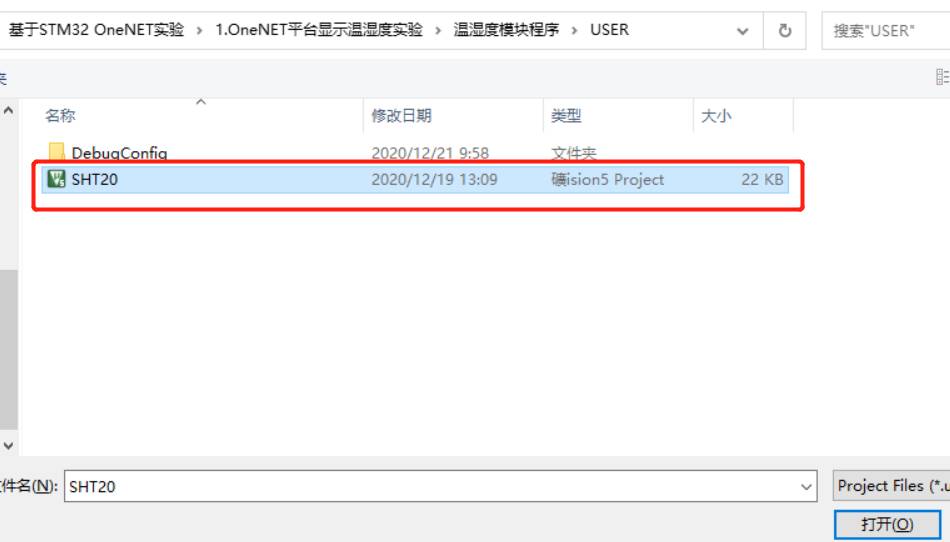 基于STM32 OneNET实验 › 1.OneNET平台显示温湿度实验 › 温湿度模块程序 › USER 搜索"USER"
名称 修改日期 类型 大小
DebugConfig 2020/12/21 9:58 文件夹
SHT20 2020/12/19 13:09 礦ision5 Project 22 KB
件名(N): SHT20 Project Files (*.u
打开(O)